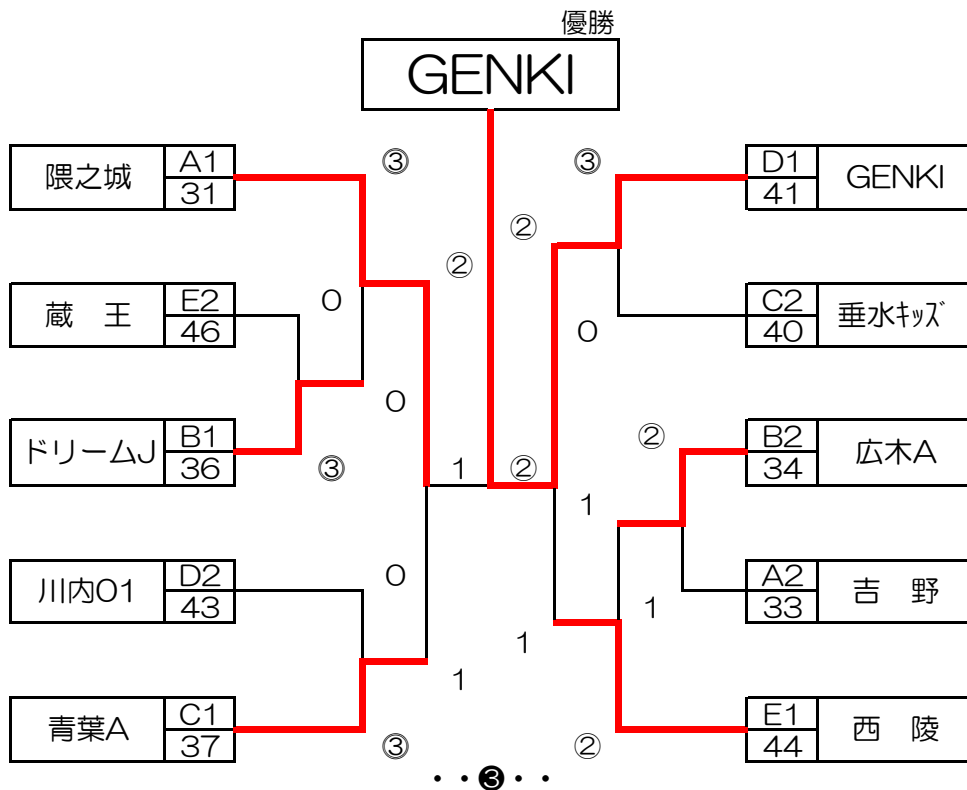 優勝
GENKI
隈之城 A1 31
③ ③
D1 41 GENKI
② ②
蔵　王 E2 46
0 0
C2 40 垂水ｷｯｽﾞ
0
ドリームJ B1 36
③ 1 ② ②
B2 34 広木A
1
川内01 D2 43
0 1 1
A2 33 吉　野
1
青葉A C1 37
③ ②
E1 44 西　陵
・・❸・・